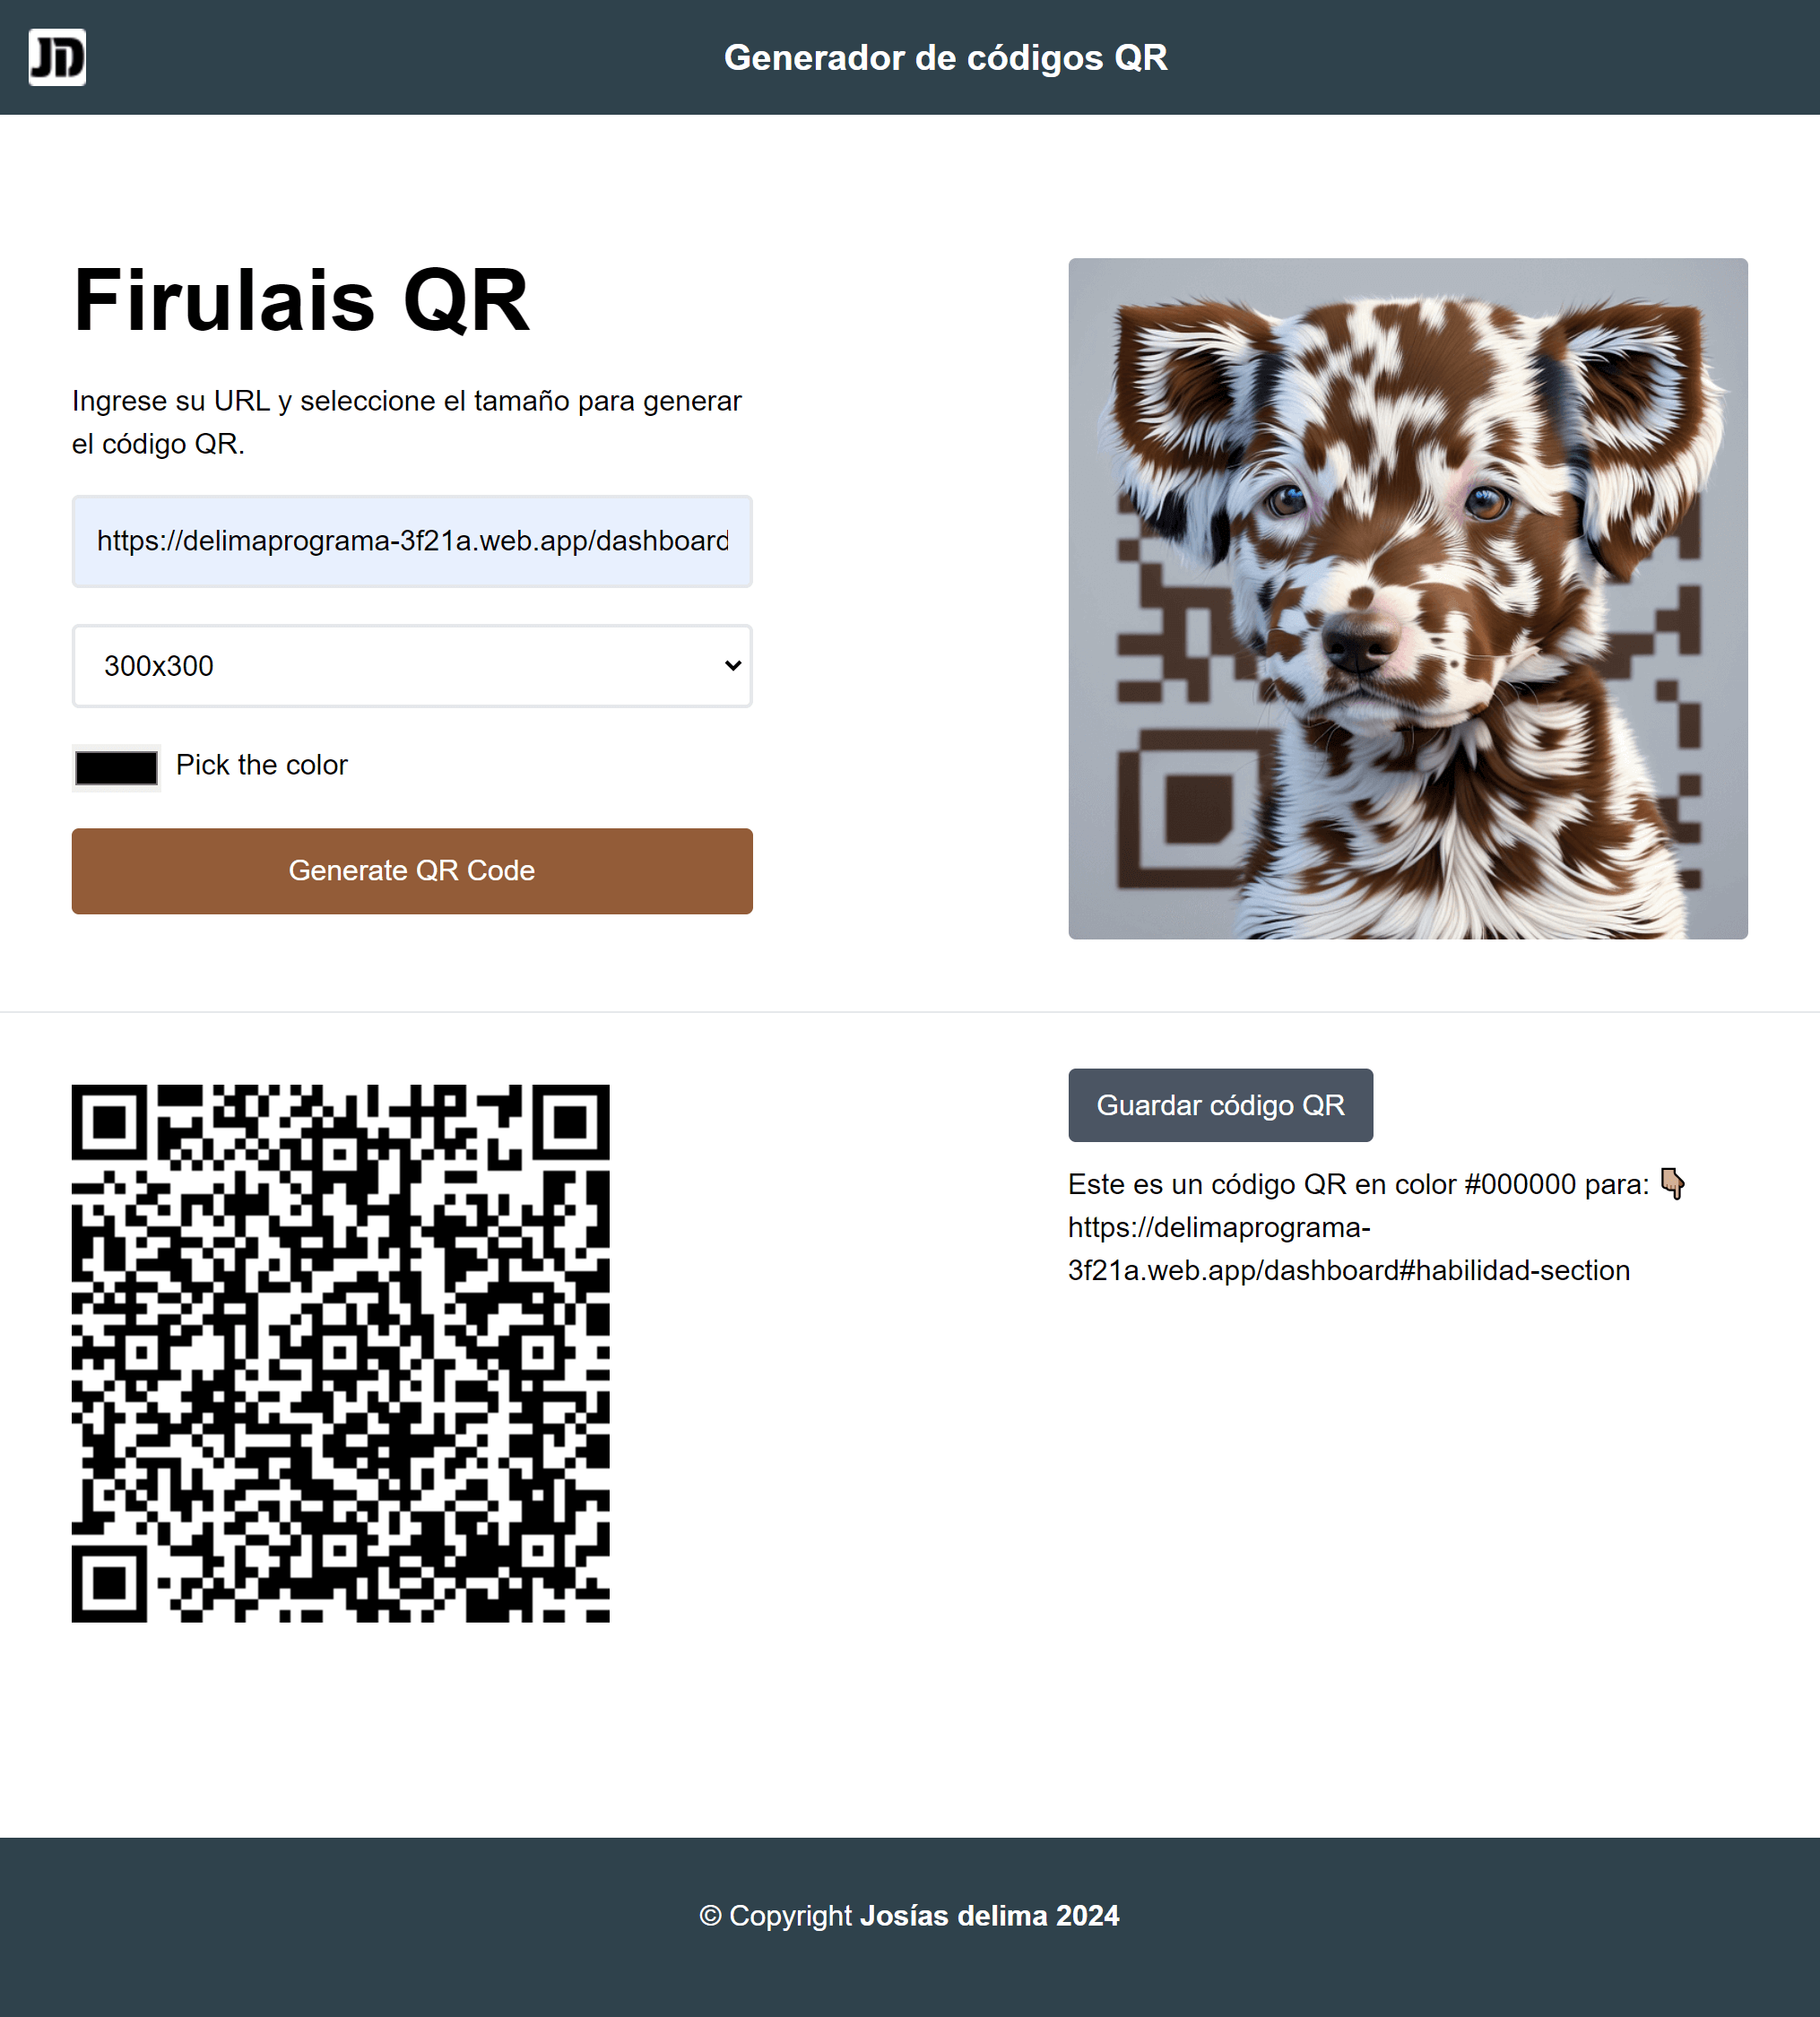 JD
Generador de códigos QR
Firulais QR
Ingrese su URL y seleccione el tamaño para generar
el código QR.
https://delimaprograma-3f21a.web.app/dashboard
300x300
Pick the color
Generate QR Code
Guardar código QR
Este es un código QR en color #000000 para: 👇🏽
https://delimaprograma-
3f21a.web.app/dashboard#habilidad-section
© Copyright Josías delima 2024